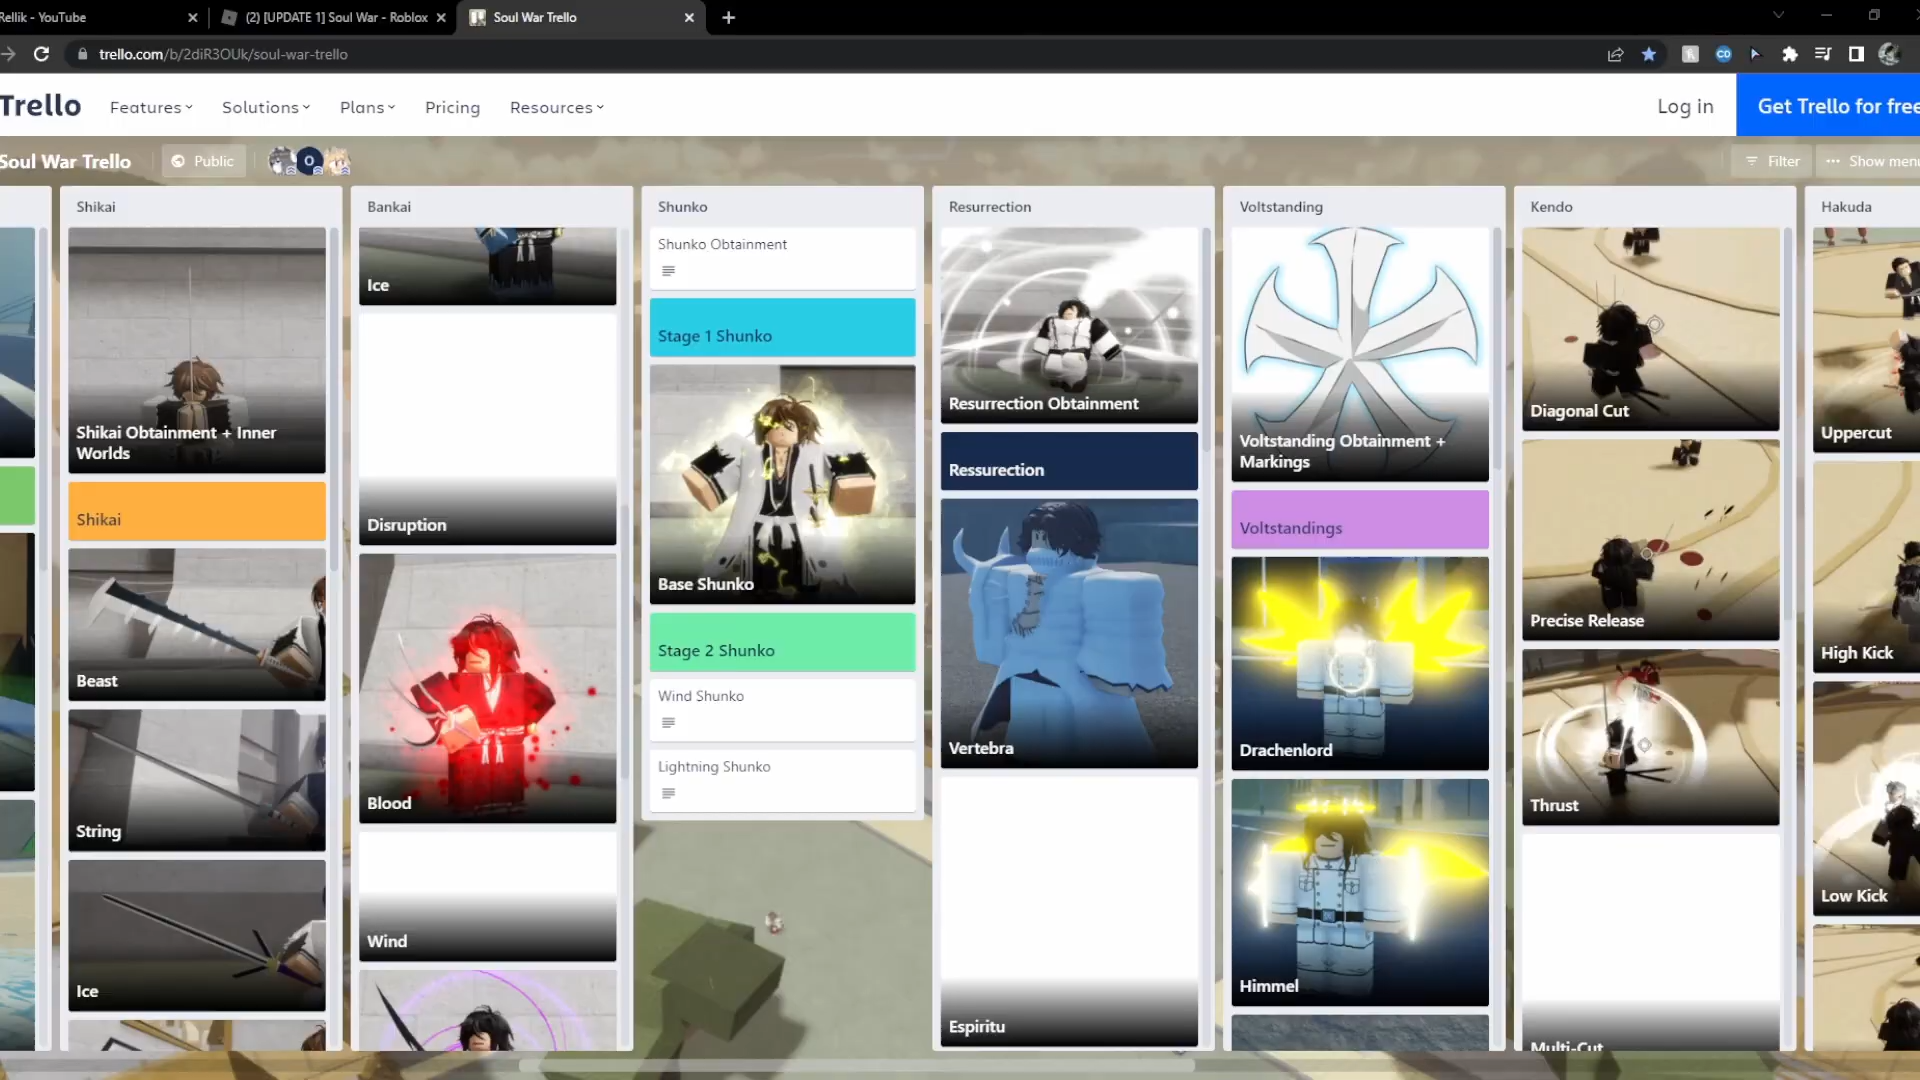 Rellik - YouTube
(2) [UPDATE 1] Soul War - Roblox
Soul War Trello
trello.com/b/2diR3OUk/soul-war-trello
CD
Trello
Features
Solutions
Plans
Pricing
Resources
Log in
Get Trello for free
Soul War Trello
Public
O
Filter
Show menu
Shikai
Shikai Obtainment + Inner
Worlds
Shikai
Beast
String
Ice
Bankai
Ice
Disruption
Blood
Wind
Shunko
Shunko Obtainment
Stage 1 Shunko
Base Shunko
Stage 2 Shunko
Wind Shunko
Lightning Shunko
Resurrection
Resurrection Obtainment
Ressurection
Vertebra
Espiritu
Voltstanding
Voltstanding Obtainment +
Markings
Voltstandings
Drachenlord
Himmel
Kendo
Diagonal Cut
Precise Release
Thrust
Multi-Cut
Hakuda
Uppercut
High Kick
Low Kick